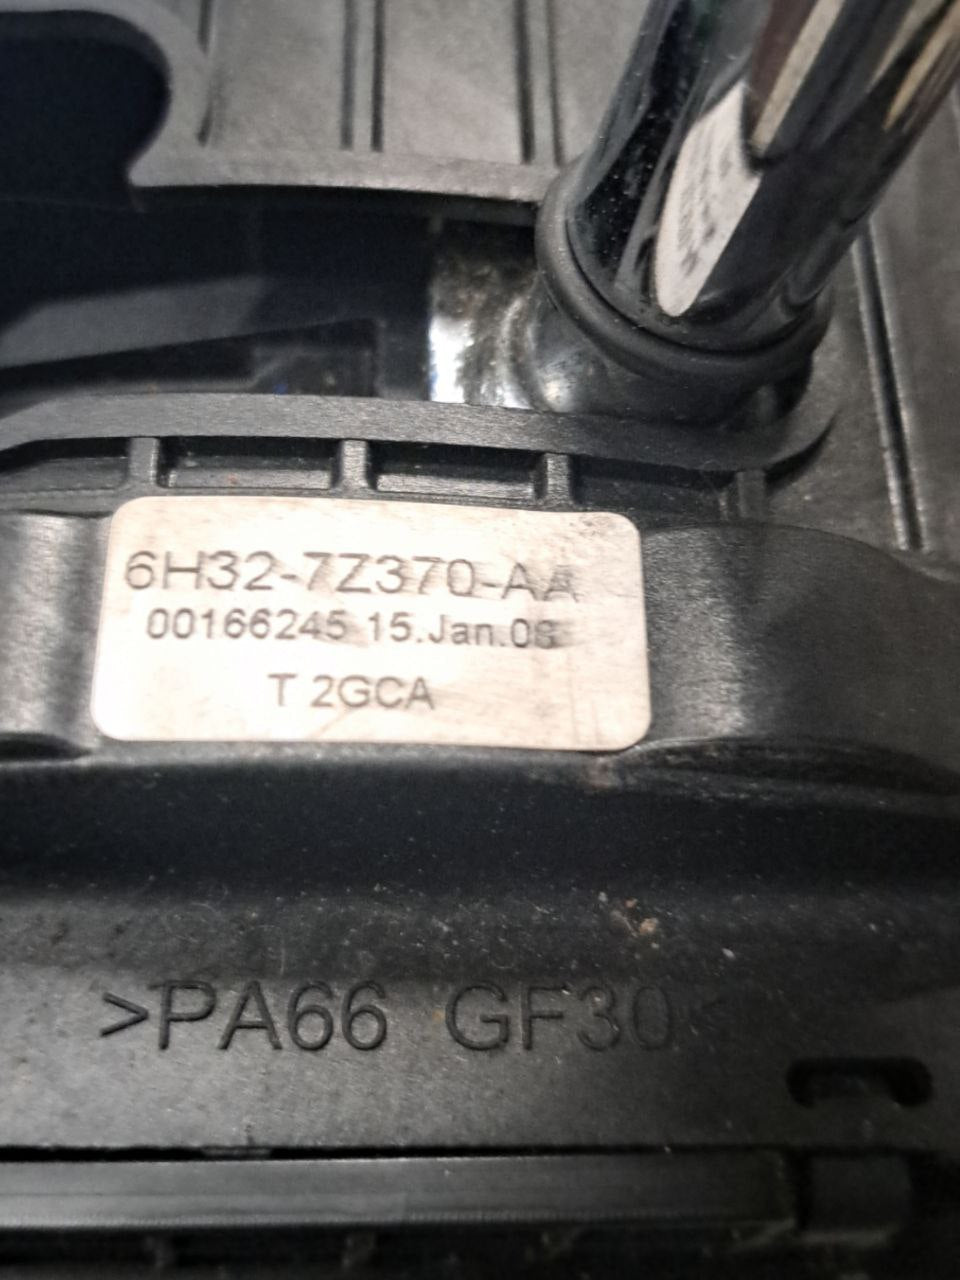 6H32-7Z370-AA
00166245 15.Jan.08
T 2GCA
>PA66 GF30<